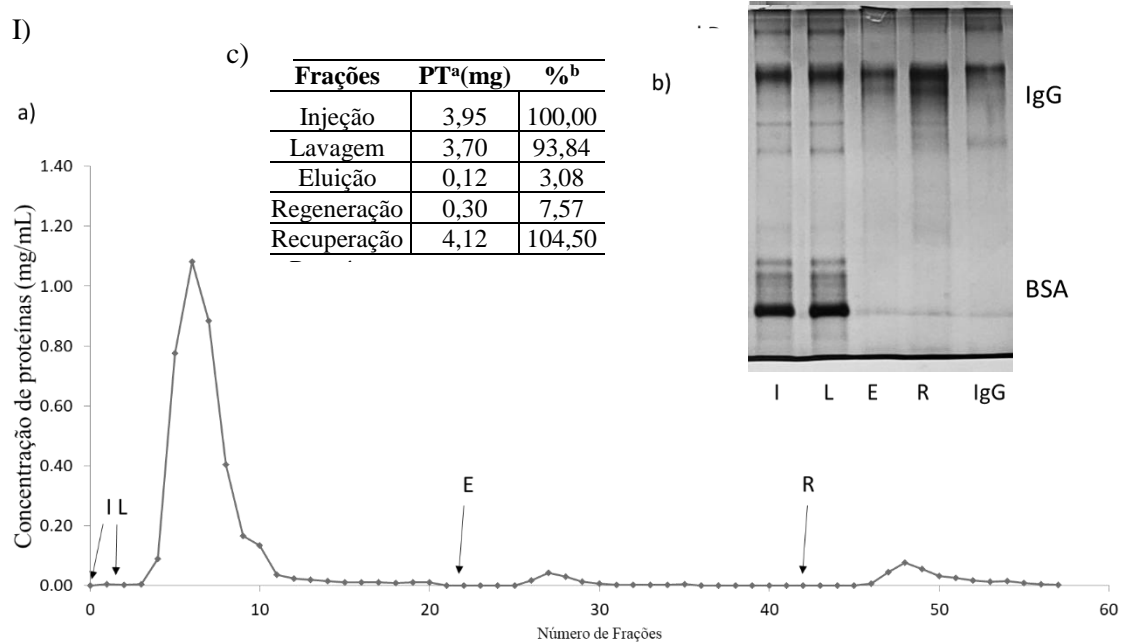 I)
c)
Frações PTᵃ(mg) %ᵇ
Injeção 3,95 100,00
Lavagem 3,70 93,84
Eluição 0,12 3,08
Regeneração 0,30 7,57
Recuperação 4,12 104,50
b)
IgG
BSA
I L E R IgG
a)
Concentração de proteínas (mg/mL)
1.40
1.20
1.00
0.80
0.60
0.40
0.20
0.00
I L
E
R
0 10 20 30 40 50 60
Número de Frações